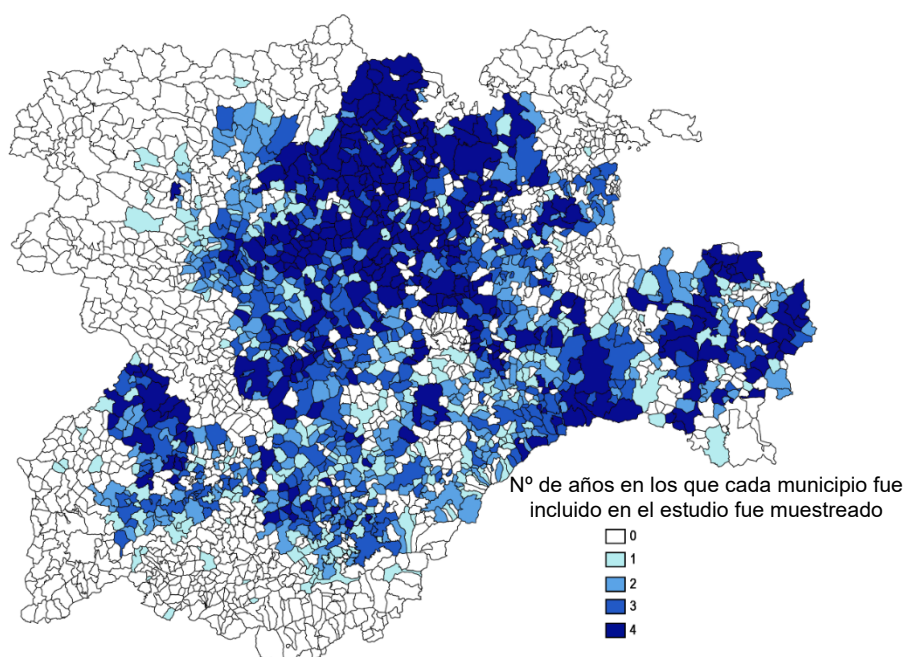 Nº de años en los que cada municipio fue
incluido en el estudio fue muestreado
0
1
2
3
4